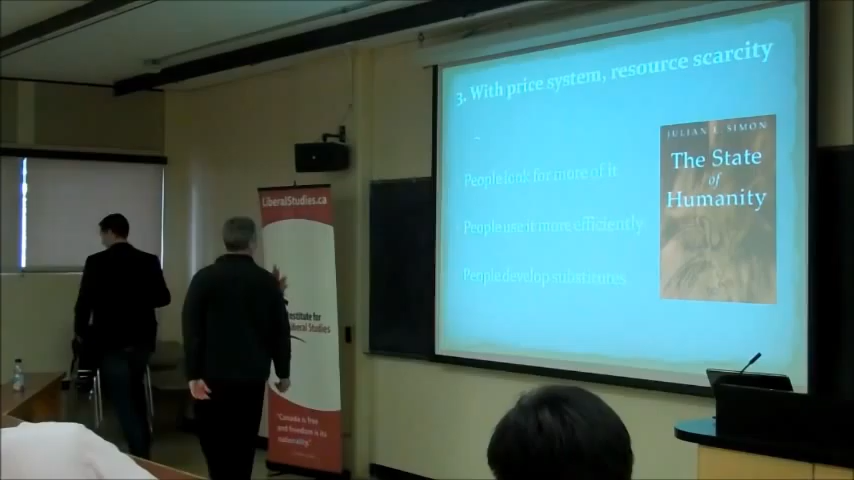 3. With price system, resource scarcity
People look for more of it
People use it more efficiently
People develop substitutes
JULIAN L. SIMON
The State
of
Humanity
LiberalStudies.ca
Institute for
Liberal Studies
"Canada is free
and freedom is its
nationality."